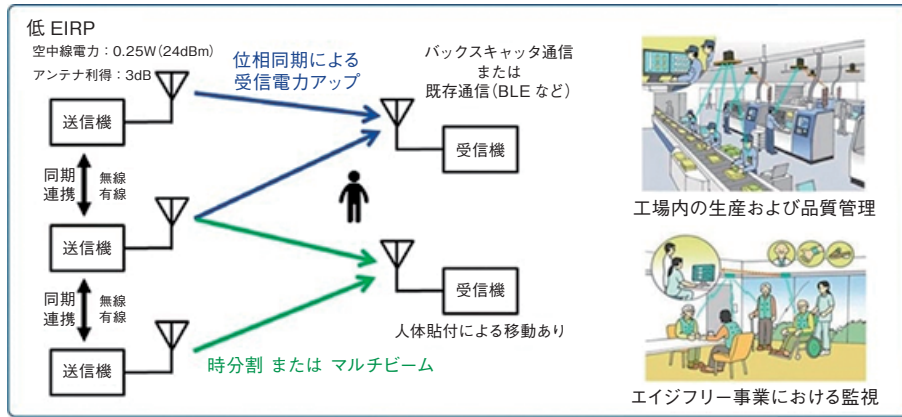 低 EIRP
空中線電力：0.25W（24dBm）
アンテナ利得：3dB
送信機
同期
連携
無線
有線
送信機
同期
連携
無線
有線
送信機
位相同期による
受信電力アップ
時分割 または マルチビーム
バックスキャッタ通信
または
既存通信（BLE など）
受信機
受信機
人体貼付による移動あり
工場内の生産および品質管理
エイジフリー事業における監視